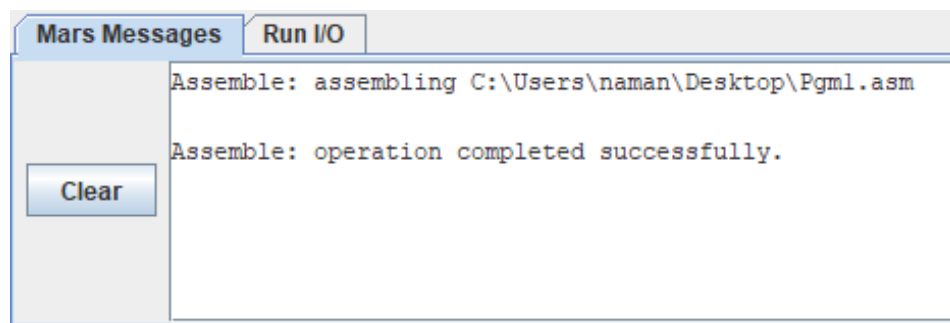 Mars Messages
Run I/O
Assemble: assembling C:\Users\naman\Desktop\Pgm1.asm
Assemble: operation completed successfully.
Clear